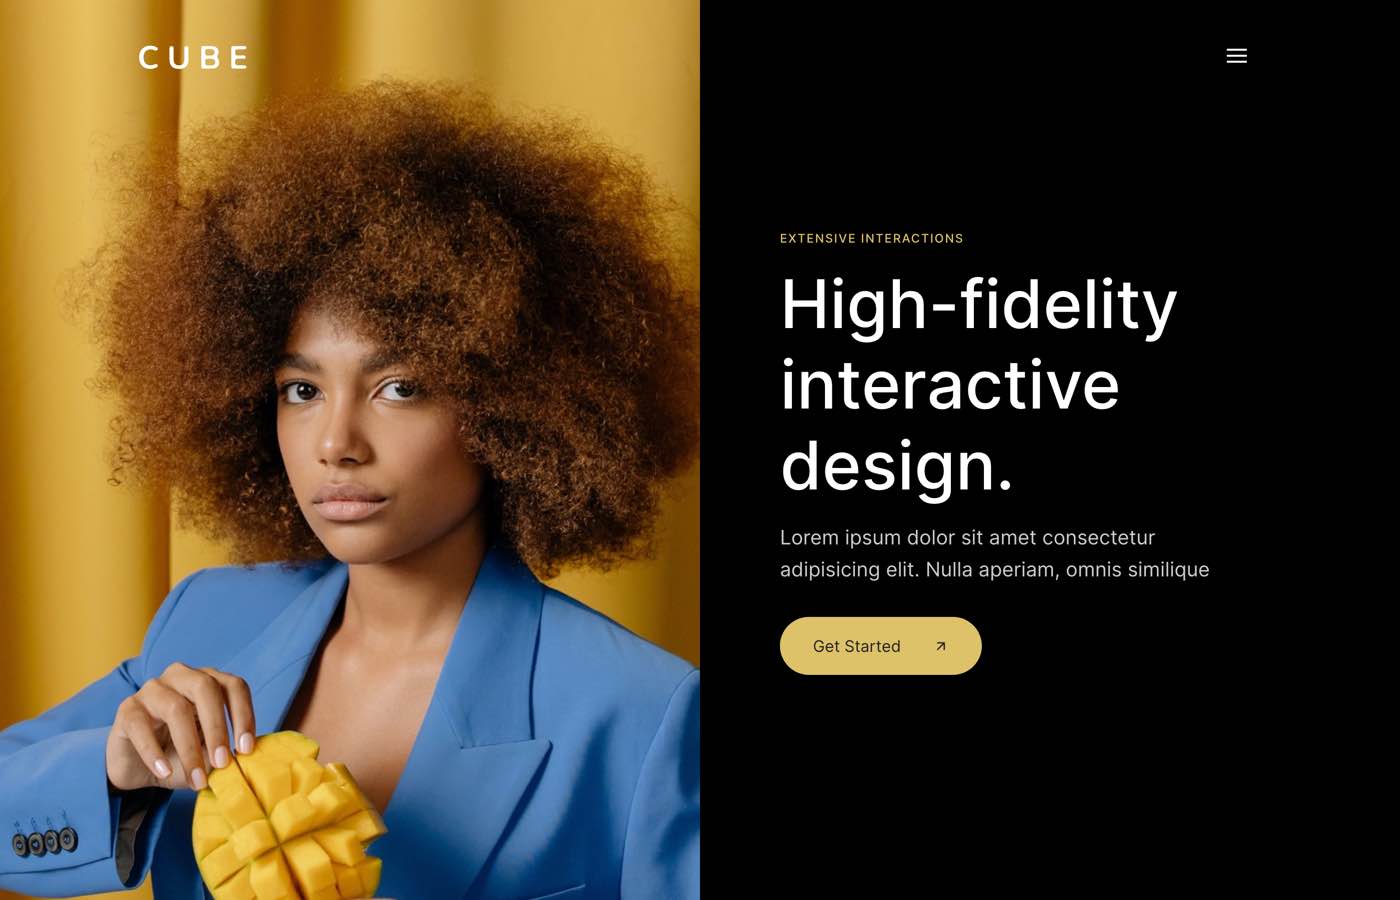 CUBE
EXTENSIVE INTERACTIONS
High-fidelity
interactive
design.
Lorem ipsum dolor sit amet consectetur
adipisicing elit. Nulla aperiam, omnis similique
Get Started